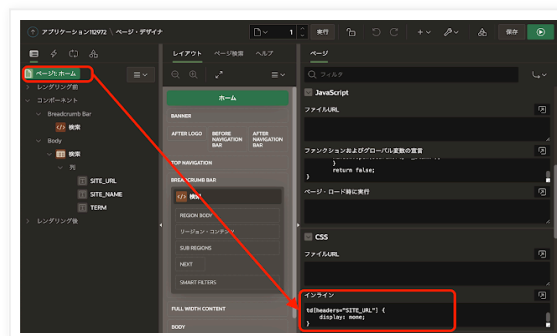 アプリケーション112972 \ ページ・デザイナ
1
実行
保存
レイアウト
ページ検索
ヘルプ
ページ
ページ1: ホーム
レンダリング前
コンポーネント
Breadcrumb Bar
検索
Body
検索
列
SITE_URL
SITE_NAME
TERM
レンダリング後
ホーム
BANNER
AFTER LOGO
BEFORE NAVIGATION BAR
AFTER NAVIGATION BAR
TOP NAVIGATION
BREADCRUMB BAR
検索
REGION BODY
リージョン・コンテンツ
SUB REGIONS
NEXT
SMART FILTERS
FULL WIDTH CONTENT
BODY
フィルタ
JavaScript
ファイルURL
ファンクションおよびグローバル変数の宣言
}
return false;
}
ページ・ロード時に実行
CSS
ファイルURL
インライン
td[headers="SITE_URL"] {
display: none;
}